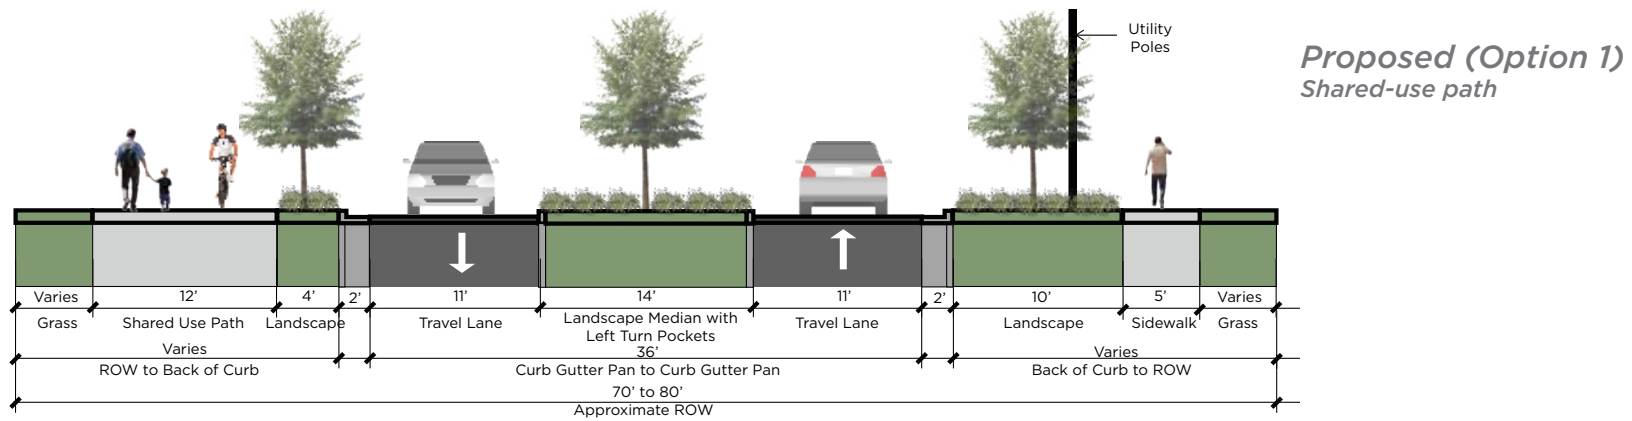 Utility
Poles
Proposed (Option 1)
Shared-use path
Varies 12’ 4’ 2’ 11’ 14’ 11’ 2’ 10’ 5’ Varies
Grass Shared Use Path Landscape Travel Lane Landscape Median with Travel Lane Landscape Sidewalk Grass
Left Turn Pockets
Varies 36’ Varies
ROW to Back of Curb Curb Gutter Pan to Curb Gutter Pan Back of Curb to ROW
70’ to 80’
Approximate ROW